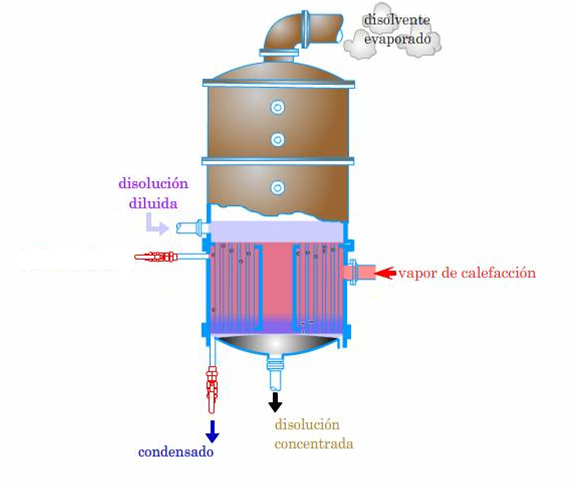 disolvente
evaporado
disolución
diluida
vapor de calefacción
disolución
concentrada
condensado